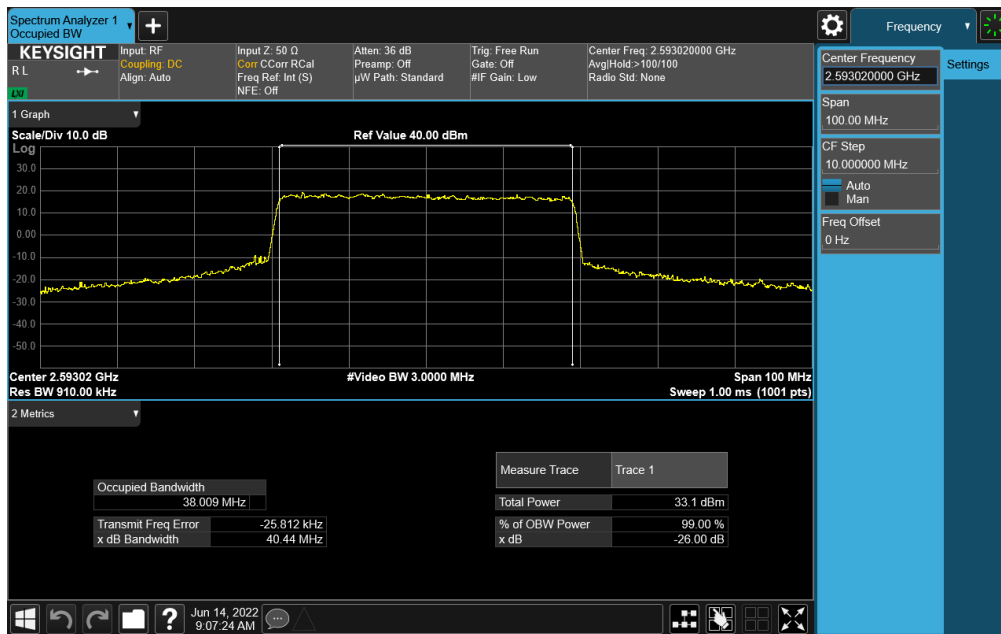 Spectrum Analyzer 1
Occupied BW
Frequency
KEYSIGHT
R L
LXI
Input: RF
Coupling: DC
Align: Auto
Input Z: 50 Ω
Corr CCorr RCal
Freq Ref: Int (S)
NFE: Off
Atten: 36 dB
Preamp: Off
µW Path: Standard
Trig: Free Run
Gate: Off
#IF Gain: Low
Center Freq: 2.593020000 GHz
Avg|Hold:>100/100
Radio Std: None
Center Frequency
2.593020000 GHz
Settings
Span
100.00 MHz
CF Step
10.000000 MHz
Auto
Man
Freq Offset
0 Hz
1 Graph
Scale/Div 10.0 dB
Ref Value 40.00 dBm
Log
30.0
20.0
10.0
0.00
-10.0
-20.0
-30.0
-40.0
-50.0
Center 2.59302 GHz
#Video BW 3.0000 MHz
Span 100 MHz
Res BW 910.00 kHz
Sweep 1.00 ms (1001 pts)
2 Metrics
Occupied Bandwidth
38.009 MHz
Transmit Freq Error -25.812 kHz
x dB Bandwidth 40.44 MHz
Measure Trace Trace 1
Total Power 33.1 dBm
% of OBW Power 99.00 %
x dB -26.00 dB
Jun 14, 2022
9:07:24 AM